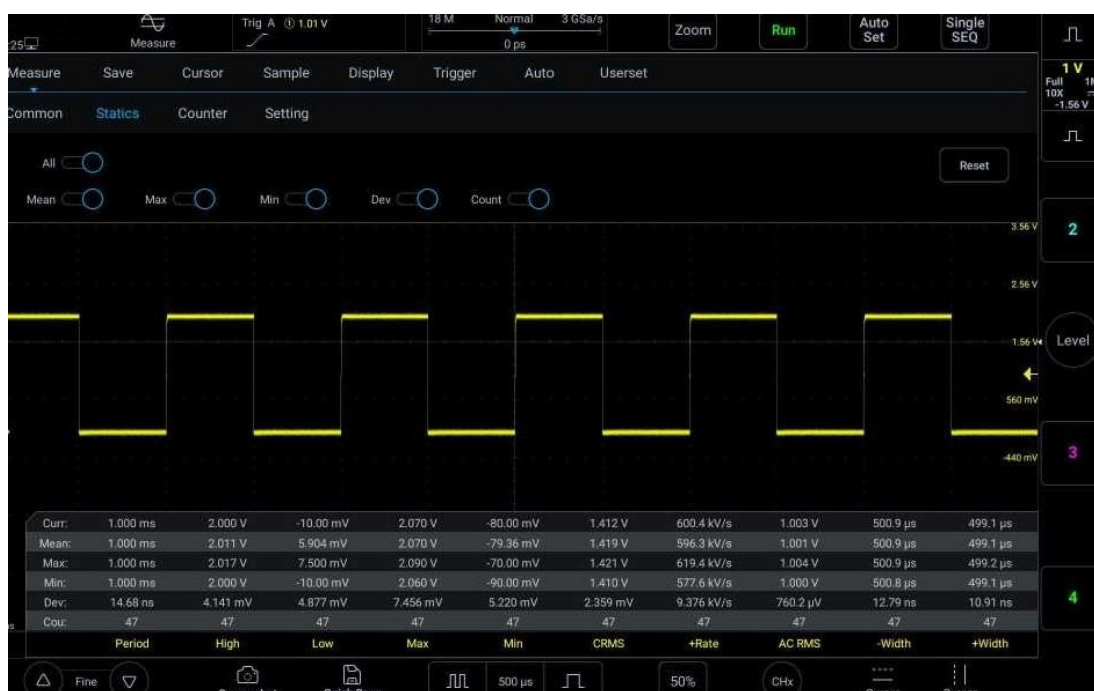 :25 Measure Trig A ① 1.01 V 18 M Normal 3 GSa/s 0 ps Zoom Run Auto Set Single SEQ
Measure Save Cursor Sample Display Trigger Auto Userset
1 V
Full 1M
10X
-1.56 V
Common Statics Counter Setting
All Reset
Mean Max Min Dev Count
3.56 V
2
2.56 V
1.56 V Level
560 mV
-440 mV
3
Curr: 1.000 ms 2.000 V -10.00 mV 2.070 V -80.00 mV 1.412 V 600.4 kV/s 1.003 V 500.9 µs 499.1 µs
Mean: 1.000 ms 2.011 V 5.904 mV 2.070 V -79.36 mV 1.419 V 596.3 kV/s 1.001 V 500.9 µs 499.1 µs
Max: 1.000 ms 2.017 V 7.500 mV 2.090 V -70.00 mV 1.421 V 619.4 kV/s 1.004 V 500.9 µs 499.2 µs
Min: 1.000 ms 2.000 V -10.00 mV 2.060 V -90.00 mV 1.410 V 577.6 kV/s 1.000 V 500.8 µs 499.1 µs
Dev: 14.68 ns 4.141 mV 4.877 mV 7.456 mV 5.220 mV 2.359 mV 9.376 kV/s 760.2 µV 12.79 ns 10.91 ns
4
Cou: 47 47 47 47 47 47 47 47 47 47
Period High Low Max Min CRMS +Rate AC RMS -Width +Width
Fine 500 µs 50% CHx